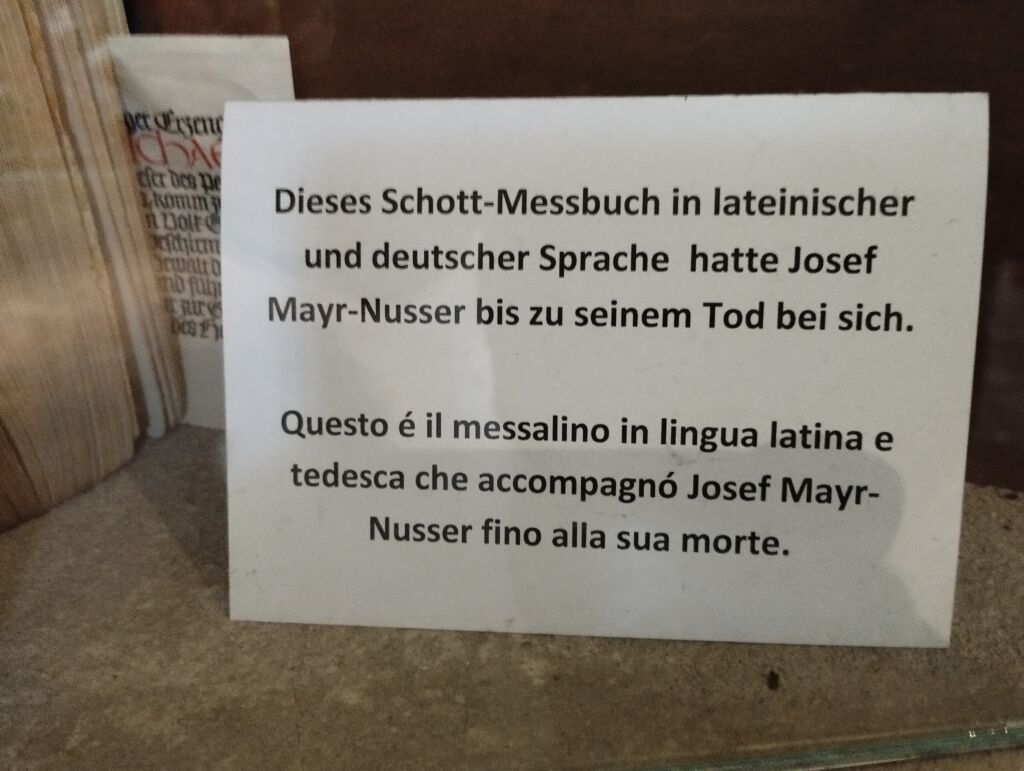 Dieses Schott-Messbuch in lateinischer
und deutscher Sprache hatte Josef
Mayr-Nusser bis zu seinem Tod bei sich.
Questo é il messalino in lingua latina e
tedesca che accompagnó Josef Mayr-
Nusser fino alla sua morte.